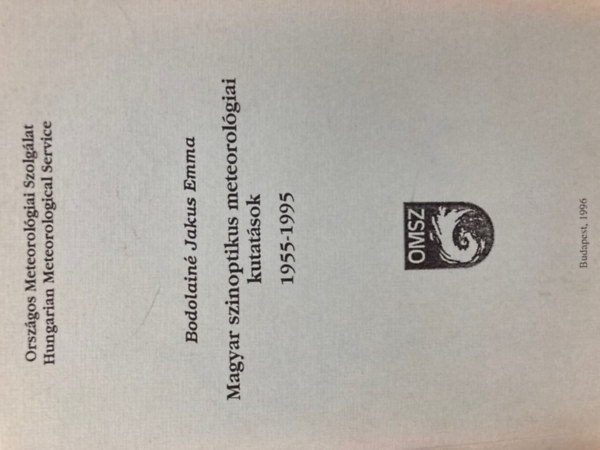 Országos Meteorológiai Szolgálat
Hungarian Meteorological Service
Bodolainé Jakus Emma
Magyar szinoptikus meteorológiai
kutatások
1955-1995
OMSZ
Budapest, 1996